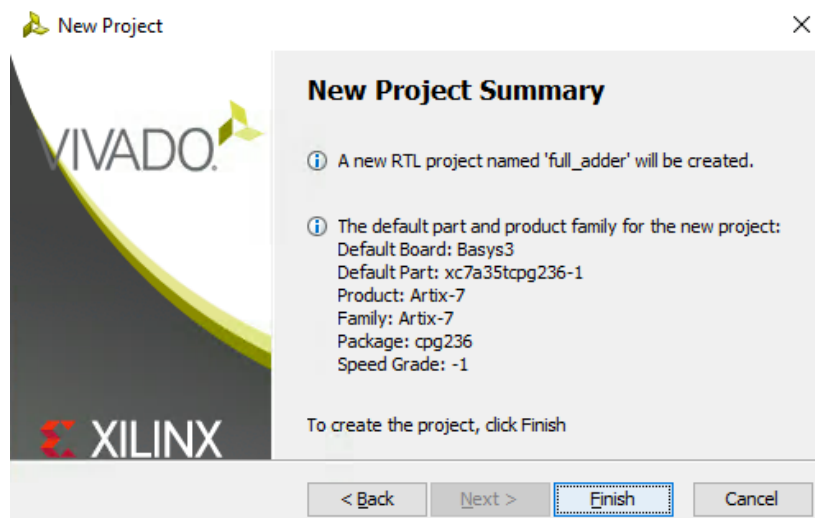 New Project
VIVADO.
New Project Summary
A new RTL project named 'full_adder' will be created.
The default part and product family for the new project:
Default Board: Basys3
Default Part: xc7a35tcpg236-1
Product: Artix-7
Family: Artix-7
Package: cpg236
Speed Grade: -1
XILINX
To create the project, click Finish
< Back
Next >
Finish
Cancel